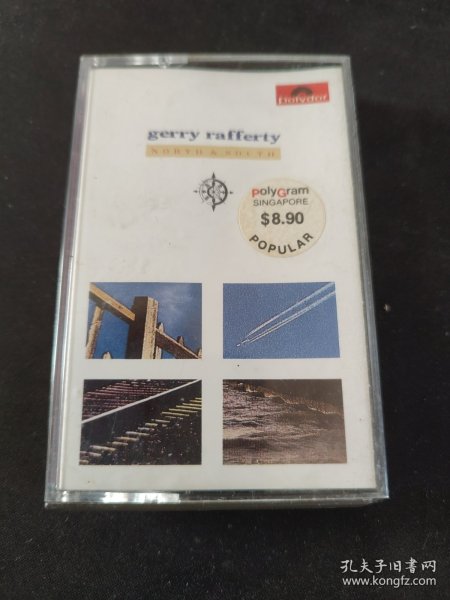 polydor
gerry rafferty
NORTH & SOUTH
PolyGram
SINGAPORE
$8.90
POPULAR
孔夫子旧书网
www.kongfz.com